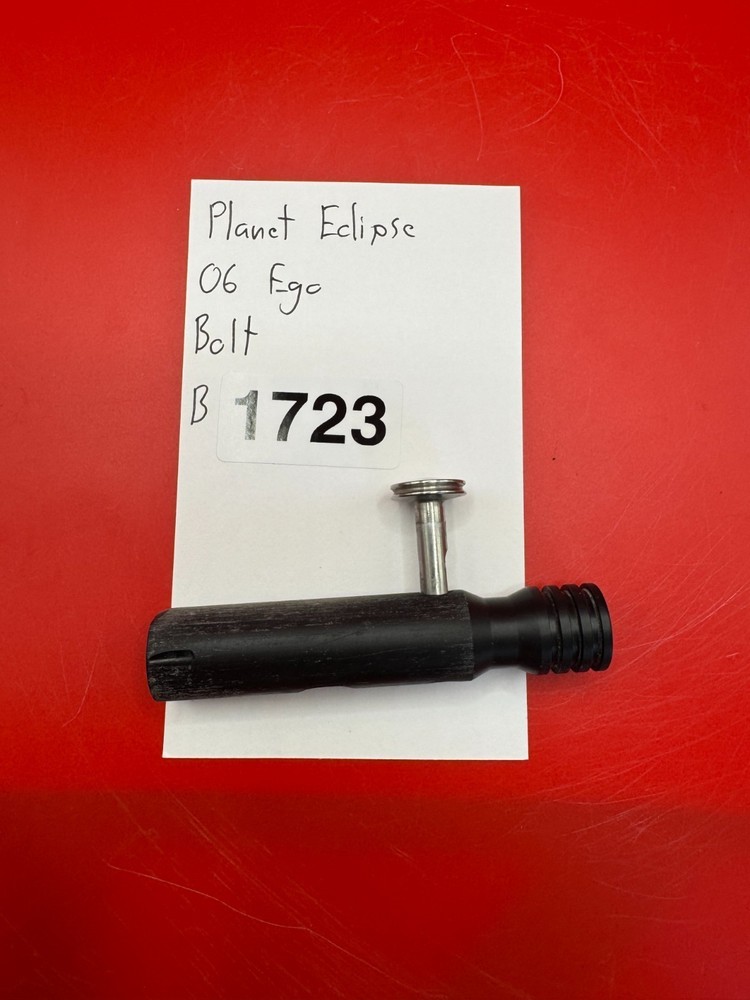 Planet Eclipse
06 Ego
Bolt
B 1723